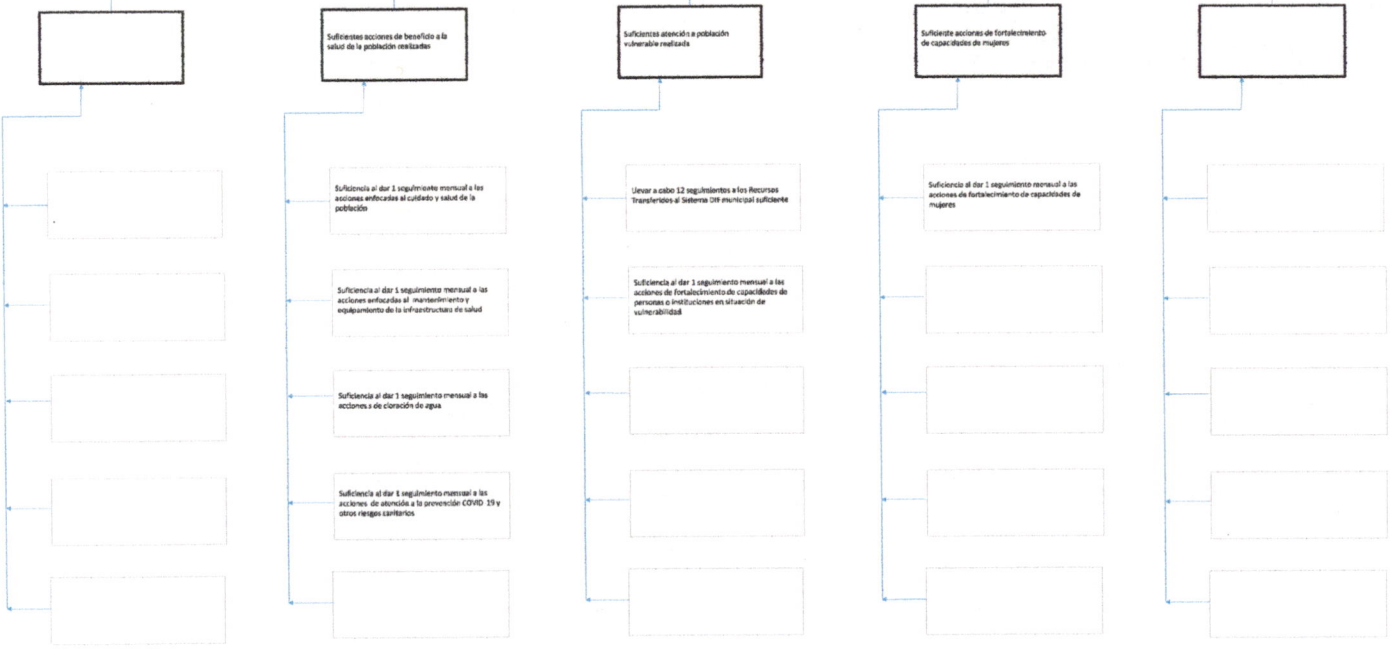 Suficientes acciones de beneficio a la
salud de la población realizadas
Suficientes atención a población
vulnerable realizada
Suficiente acciones de fortalecimiento
de capacidades de mujeres
Suficiencia al dar 1 seguimiento mensual a las
acciones enfocadas al cuidado y salud de la
población
Llevar a cabo 12 seguimientos a los Recursos
Transferidos al Sistema DIF municipal suficiente
Suficiencia al dar 1 seguimiento mensual a las
acciones de fortalecimiento de capacidades de
mujeres
Suficiencia al dar 1 seguimiento mensual a las
acciones enfocadas al mantenimiento y
equipamiento de la infraestructura de salud
Suficiencia al dar 1 seguimiento mensual a las
acciones de fortalecimiento de capacidades de
personas o instituciones en situación de
vulnerabilidad
Suficiencia al dar 1 seguimiento mensual a las
acciones s de cloración de agua
Suficiencia al dar 1 seguimiento mensual a las
acciones de atención a la prevención COVID 19 y
otros riesgos sanitarios